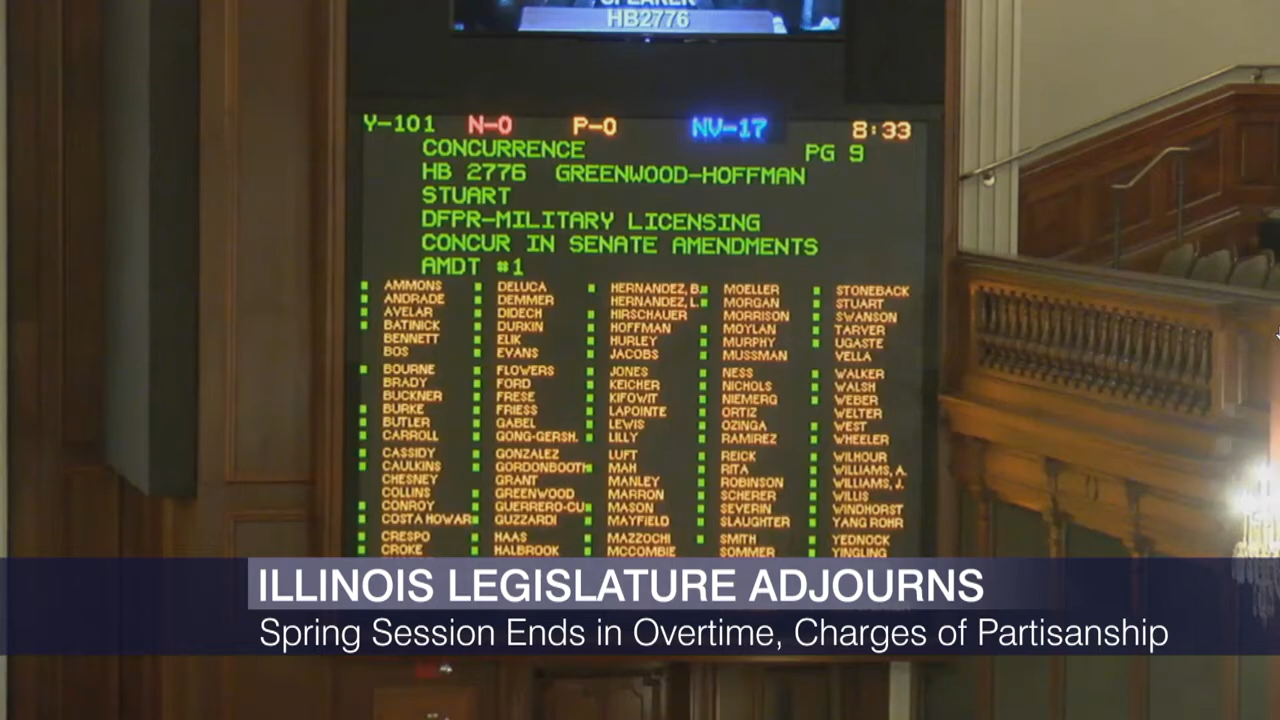 SPEAKER
HB2776
Y-101 N-0 P-0 NV-17 8:33
CONCURRENCE PG 9
HB 2776 GREENWOOD-HOFFMAN
STUART
DFPR-MILITARY LICENSING
CONCUR IN SENATE AMENDMENTS
AMDT #1
AMMONS DELUCA HERNANDEZ, B. MOELLER STONEBACK
ANDRADE DEMMER HERNANDEZ, L. MORGAN STUART
AVELAR DIDECH HIRSCHAUER MORRISON SWANSON
BATINICK DURKIN HOFFMAN MOYLAN TARVER
BENNETT ELIK HURLEY MURPHY UGASTE
BOS EVANS JACOBS MUSSMAN VELLA
BOURNE FLOWERS JONES NESS WALKER
BRADY FORD KEICHER NICHOLS WALSH
BUCKNER FRESE KIFOWIT NIEMERG WEBER
BURKE FRIESS LAPOINTE ORTIZ WELTER
BUTLER GABEL LEWIS OZINGA WEST
CARROLL GONG-GERSH. LILLY RAMIREZ WHEELER
CASSIDY GONZALEZ LUFT REICK WILHOUR
CAULKINS GORDONBOOTH MAH RITA WILLIAMS, A.
CHESNEY GRANT MANLEY ROBINSON WILLIAMS, J.
COLLINS GREENWOOD MARRON SCHERER WILLIS
CONROY GUERRERO-CU MASON SEVERIN WINDHORST
COSTA HOWAR GUZZARDI MAYFIELD SLAUGHTER YANG ROHR
CRESPO HAAS MAZZOCHI SMITH YEDNOCK
CROKE HALBROOK MCCOMBIE SOMMER YINGLING
ILLINOIS LEGISLATURE ADJOURNS
Spring Session Ends in Overtime, Charges of Partisanship